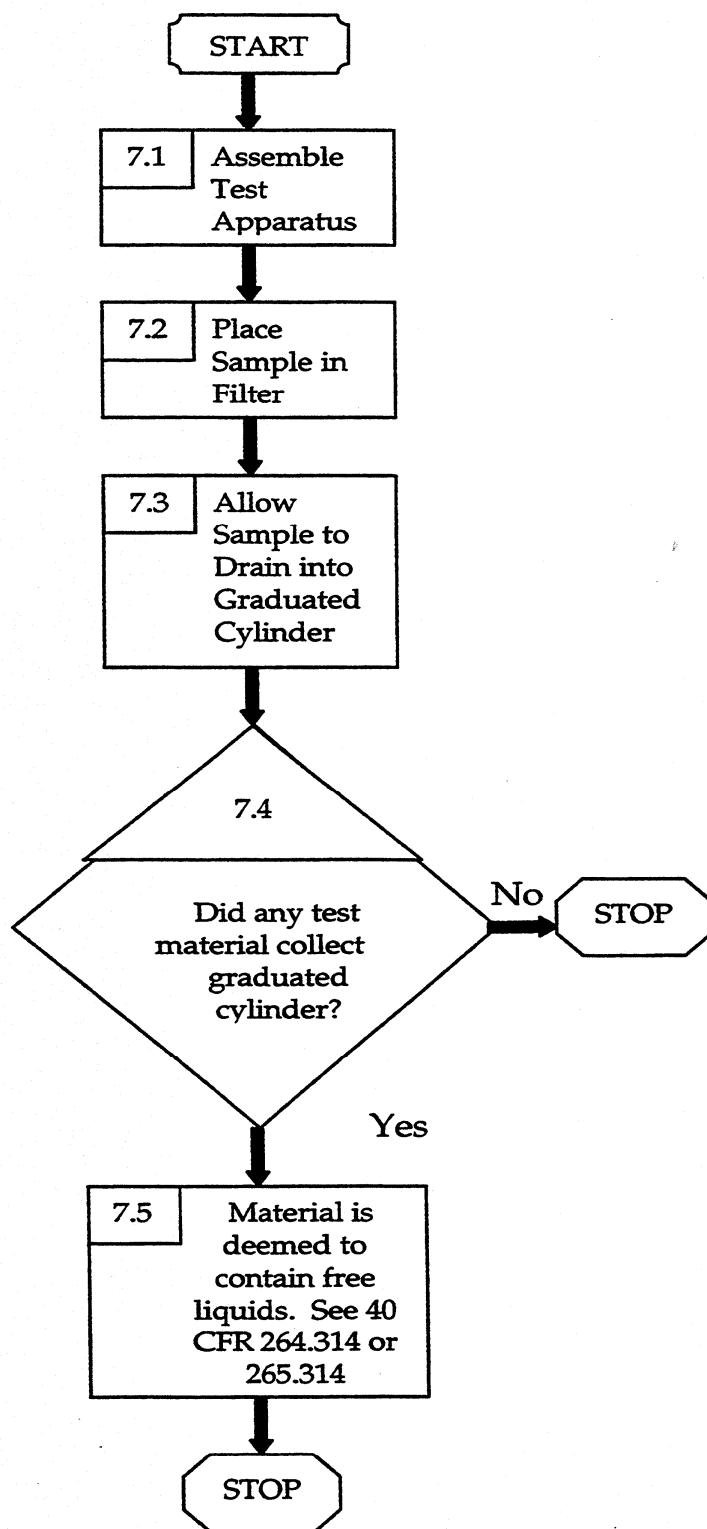 START
7.1
Assemble
Test
Apparatus
7.2
Place
Sample in
Filter
7.3
Allow
Sample to
Drain into
Graduated
Cylinder
7.4
Did any test
material collect
graduated
cylinder?
No
STOP
Yes
7.5
Material is
deemed to
contain free
liquids. See 40
CFR 264.314 or
265.314
STOP